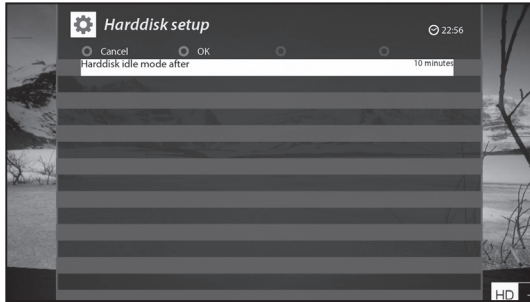 Harddisk setup
22:56
Cancel OK
Harddisk idle mode after 10 minutes
HD